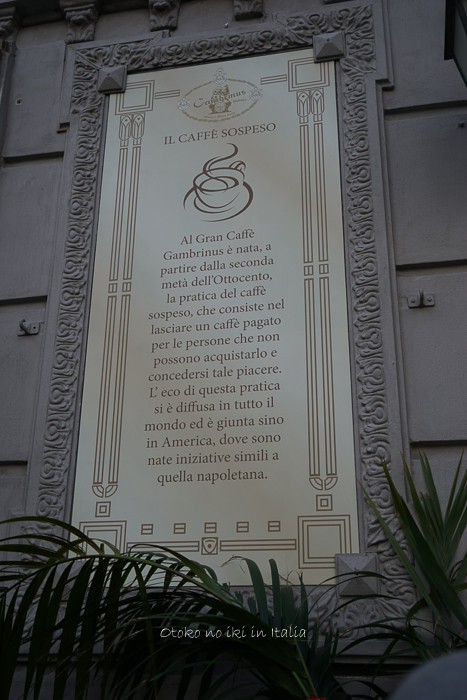 Gambrinus
IL CAFFÈ SOSPESO
Al Gran Caffè
Gambrinus è nata, a
partire dalla seconda
metà dell'Ottocento,
la pratica del caffè
sospeso, che consiste nel
lasciare un caffè pagato
per le persone che non
possono acquistarlo e
concedersi tale piacere.
L' eco di questa pratica
si è diffusa in tutto il
mondo ed è giunta sino
in America, dove sono
nate iniziative simili a
quella napoletana.
Otoko no iki in Italia